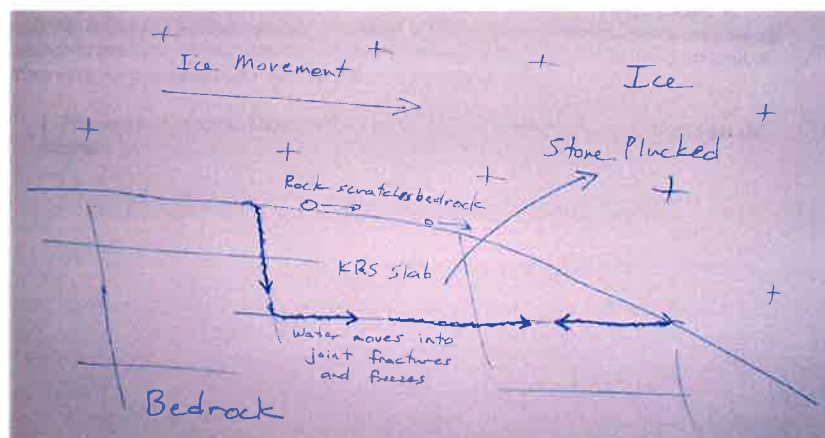 Ice Movement
Ice
Stone Plucked
Rock scratches bedrock
KRS slab
Water moves into
joint fractures
and freezes
Bedrock